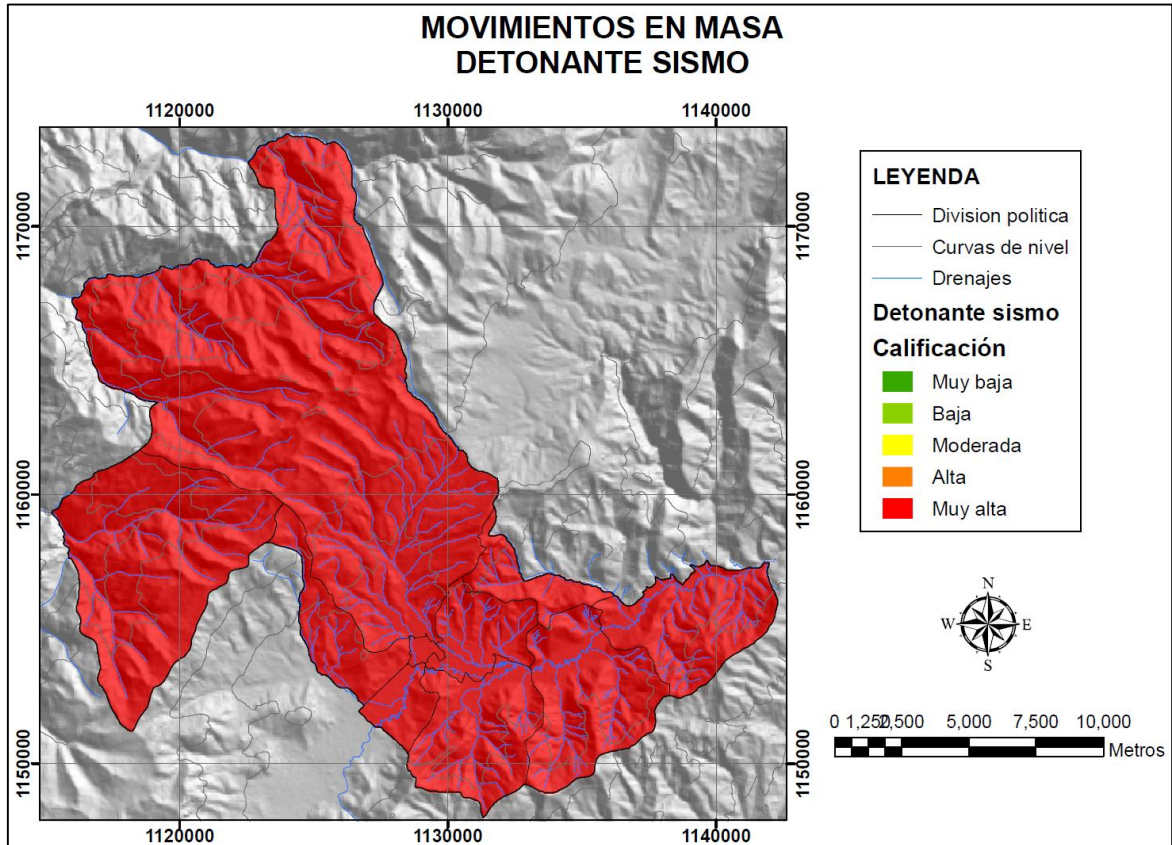 MOVIMIENTOS EN MASA
DETONANTE SISMO
1120000
1130000
1140000
1170000
1160000
1150000
1170000
1160000
1150000
1120000
1130000
1140000
LEYENDA
Division politica
Curvas de nivel
Drenajes
Detonante sismo
Calificación
Muy baja
Baja
Moderada
Alta
Muy alta
N
W
E
S
0 1,250 2,500 5,000 7,500 10,000
Metros